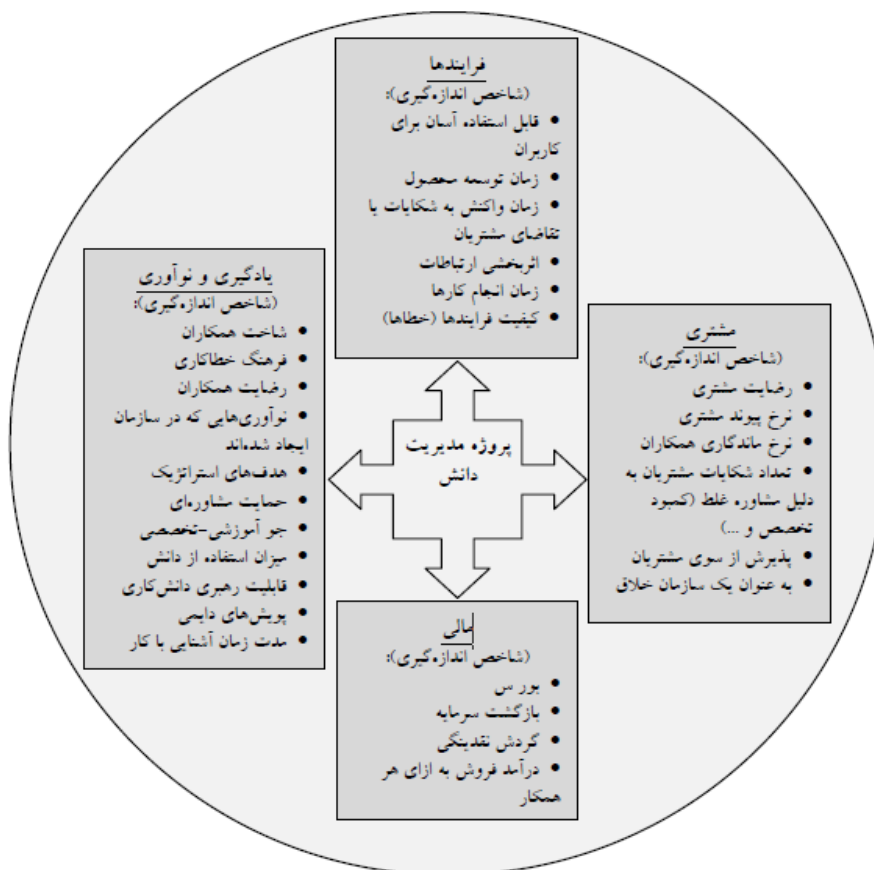 فرایندها
(شاخص اندازه‌گیری):
• قابل استفاده آسان برای
کاربران
• زمان توسعه محصول
• زمان واکنش به شکایات یا
تقاضای مشتریان
• اثربخشی ارتباطات
• زمان انجام کارها
• کیفیت فرایندها (خطاها)
مشتری
(شاخص اندازه‌گیری):
• رضایت مشتری
• نرخ پیوند مشتری
• نرخ ماندگاری همکاران
• تعداد شکایات مشتریان به
دلیل مشاوره غلط (کمبود
تخصص و ...)
• پذیرش از سوی مشتریان
• به عنوان یک سازمان خلاق
پروژه مدیریت
دانش
یادگیری و نوآوری
(شاخص اندازه‌گیری):
• شاخت همکاران
• فرهنگ خطاکاری
• رضایت همکاران
• نوآوری‌هایی که در سازمان
ایجاد شده‌اند
• هدف‌های استراتژیک
• حمایت مشاوره‌ای
• جو آموزشی-تخصصی
• میزان استفاده از دانش
• قابلیت رهبری دانش‌کاری
• پویش‌های دایمی
• مدت زمان آشنایی با کار
مالی
(شاخص اندازه‌گیری):
• بور س
• بازگشت سرمایه
• گردش نقدینگی
• درآمد فروش به ازای هر
همکار